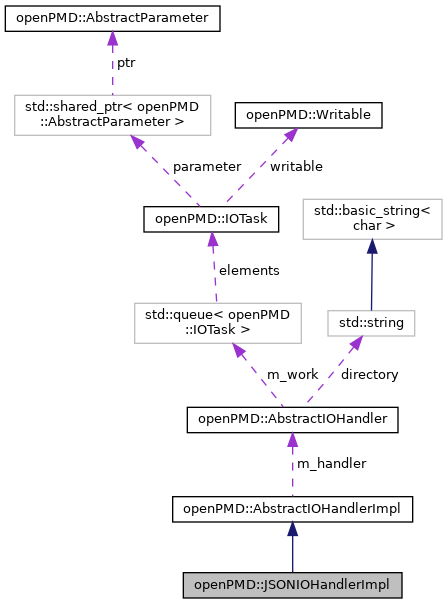 openPMD::AbstractParameter
ptr
std::shared_ptr< openPMD
::AbstractParameter >
openPMD::Writable
parameter
writable
openPMD::IOTask
std::basic_string<
char >
elements
std::queue< openPMD
::IOTask >
std::string
m_work
directory
openPMD::AbstractIOHandler
m_handler
openPMD::AbstractIOHandlerImpl
openPMD::JSONIOHandlerImpl